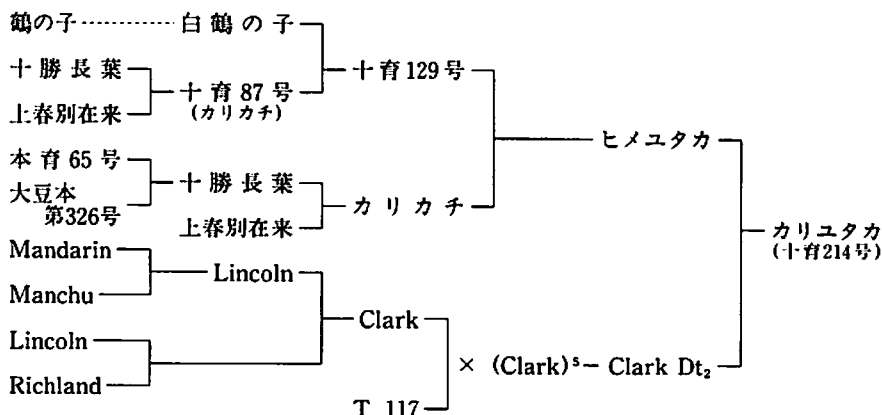 鶴の子‥‥‥‥白鶴の子
十勝長葉
十育87号
(カリカチ)
上春別在来
十育129号
本育65号
大豆本
第326号
十勝長葉
上春別在来
カリカチ
ヒメユタカ
Mandarin
Manchu
Lincoln
Lincoln
Richland
Clark
T 117
× (Clark)⁵− Clark Dt₂
カリユタカ
(十育214号)